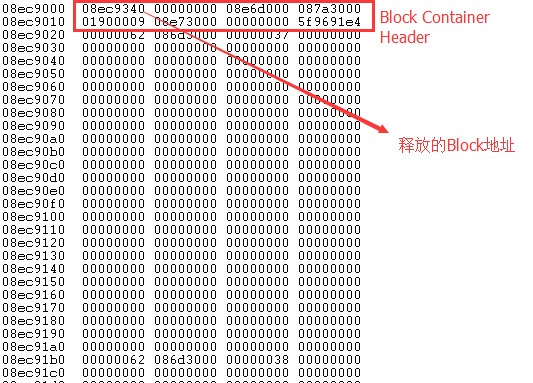 08ec9000 08ec9340 00000000 08e6d000 087a3000
08ec9010 01900009 08e73000 00000000 5f9691e4
Block Container
Header
08ec9020 00000062 086d3000 00000037 00000000
08ec9030 00000000 00000000 00000000 00000000
08ec9040 00000000 00000000 00000000 00000000
08ec9050 00000000 00000000 00000000 00000000
08ec9060 00000000 00000000 00000000 00000000
08ec9070 00000000 00000000 00000000 00000000
08ec9080 00000000 00000000 00000000 00000000
08ec9090 00000000 00000000 00000000 00000000
释放的Block地址
08ec90a0 00000000 00000000 00000000 00000000
08ec90b0 00000000 00000000 00000000 00000000
08ec90c0 00000000 00000000 00000000 00000000
08ec90d0 00000000 00000000 00000000 00000000
08ec90e0 00000000 00000000 00000000 00000000
08ec90f0 00000000 00000000 00000000 00000000
08ec9100 00000000 00000000 00000000 00000000
08ec9110 00000000 00000000 00000000 00000000
08ec9120 00000000 00000000 00000000 00000000
08ec9130 00000000 00000000 00000000 00000000
08ec9140 00000000 00000000 00000000 00000000
08ec9150 00000000 00000000 00000000 00000000
08ec9160 00000000 00000000 00000000 00000000
08ec9170 00000000 00000000 00000000 00000000
08ec9180 00000000 00000000 00000000 00000000
08ec9190 00000000 00000000 00000000 00000000
08ec91a0 00000000 00000000 00000000 00000000
08ec91b0 00000062 086d3000 00000038 00000000
08ec91c0 00000000 00000000 00000000 00000000